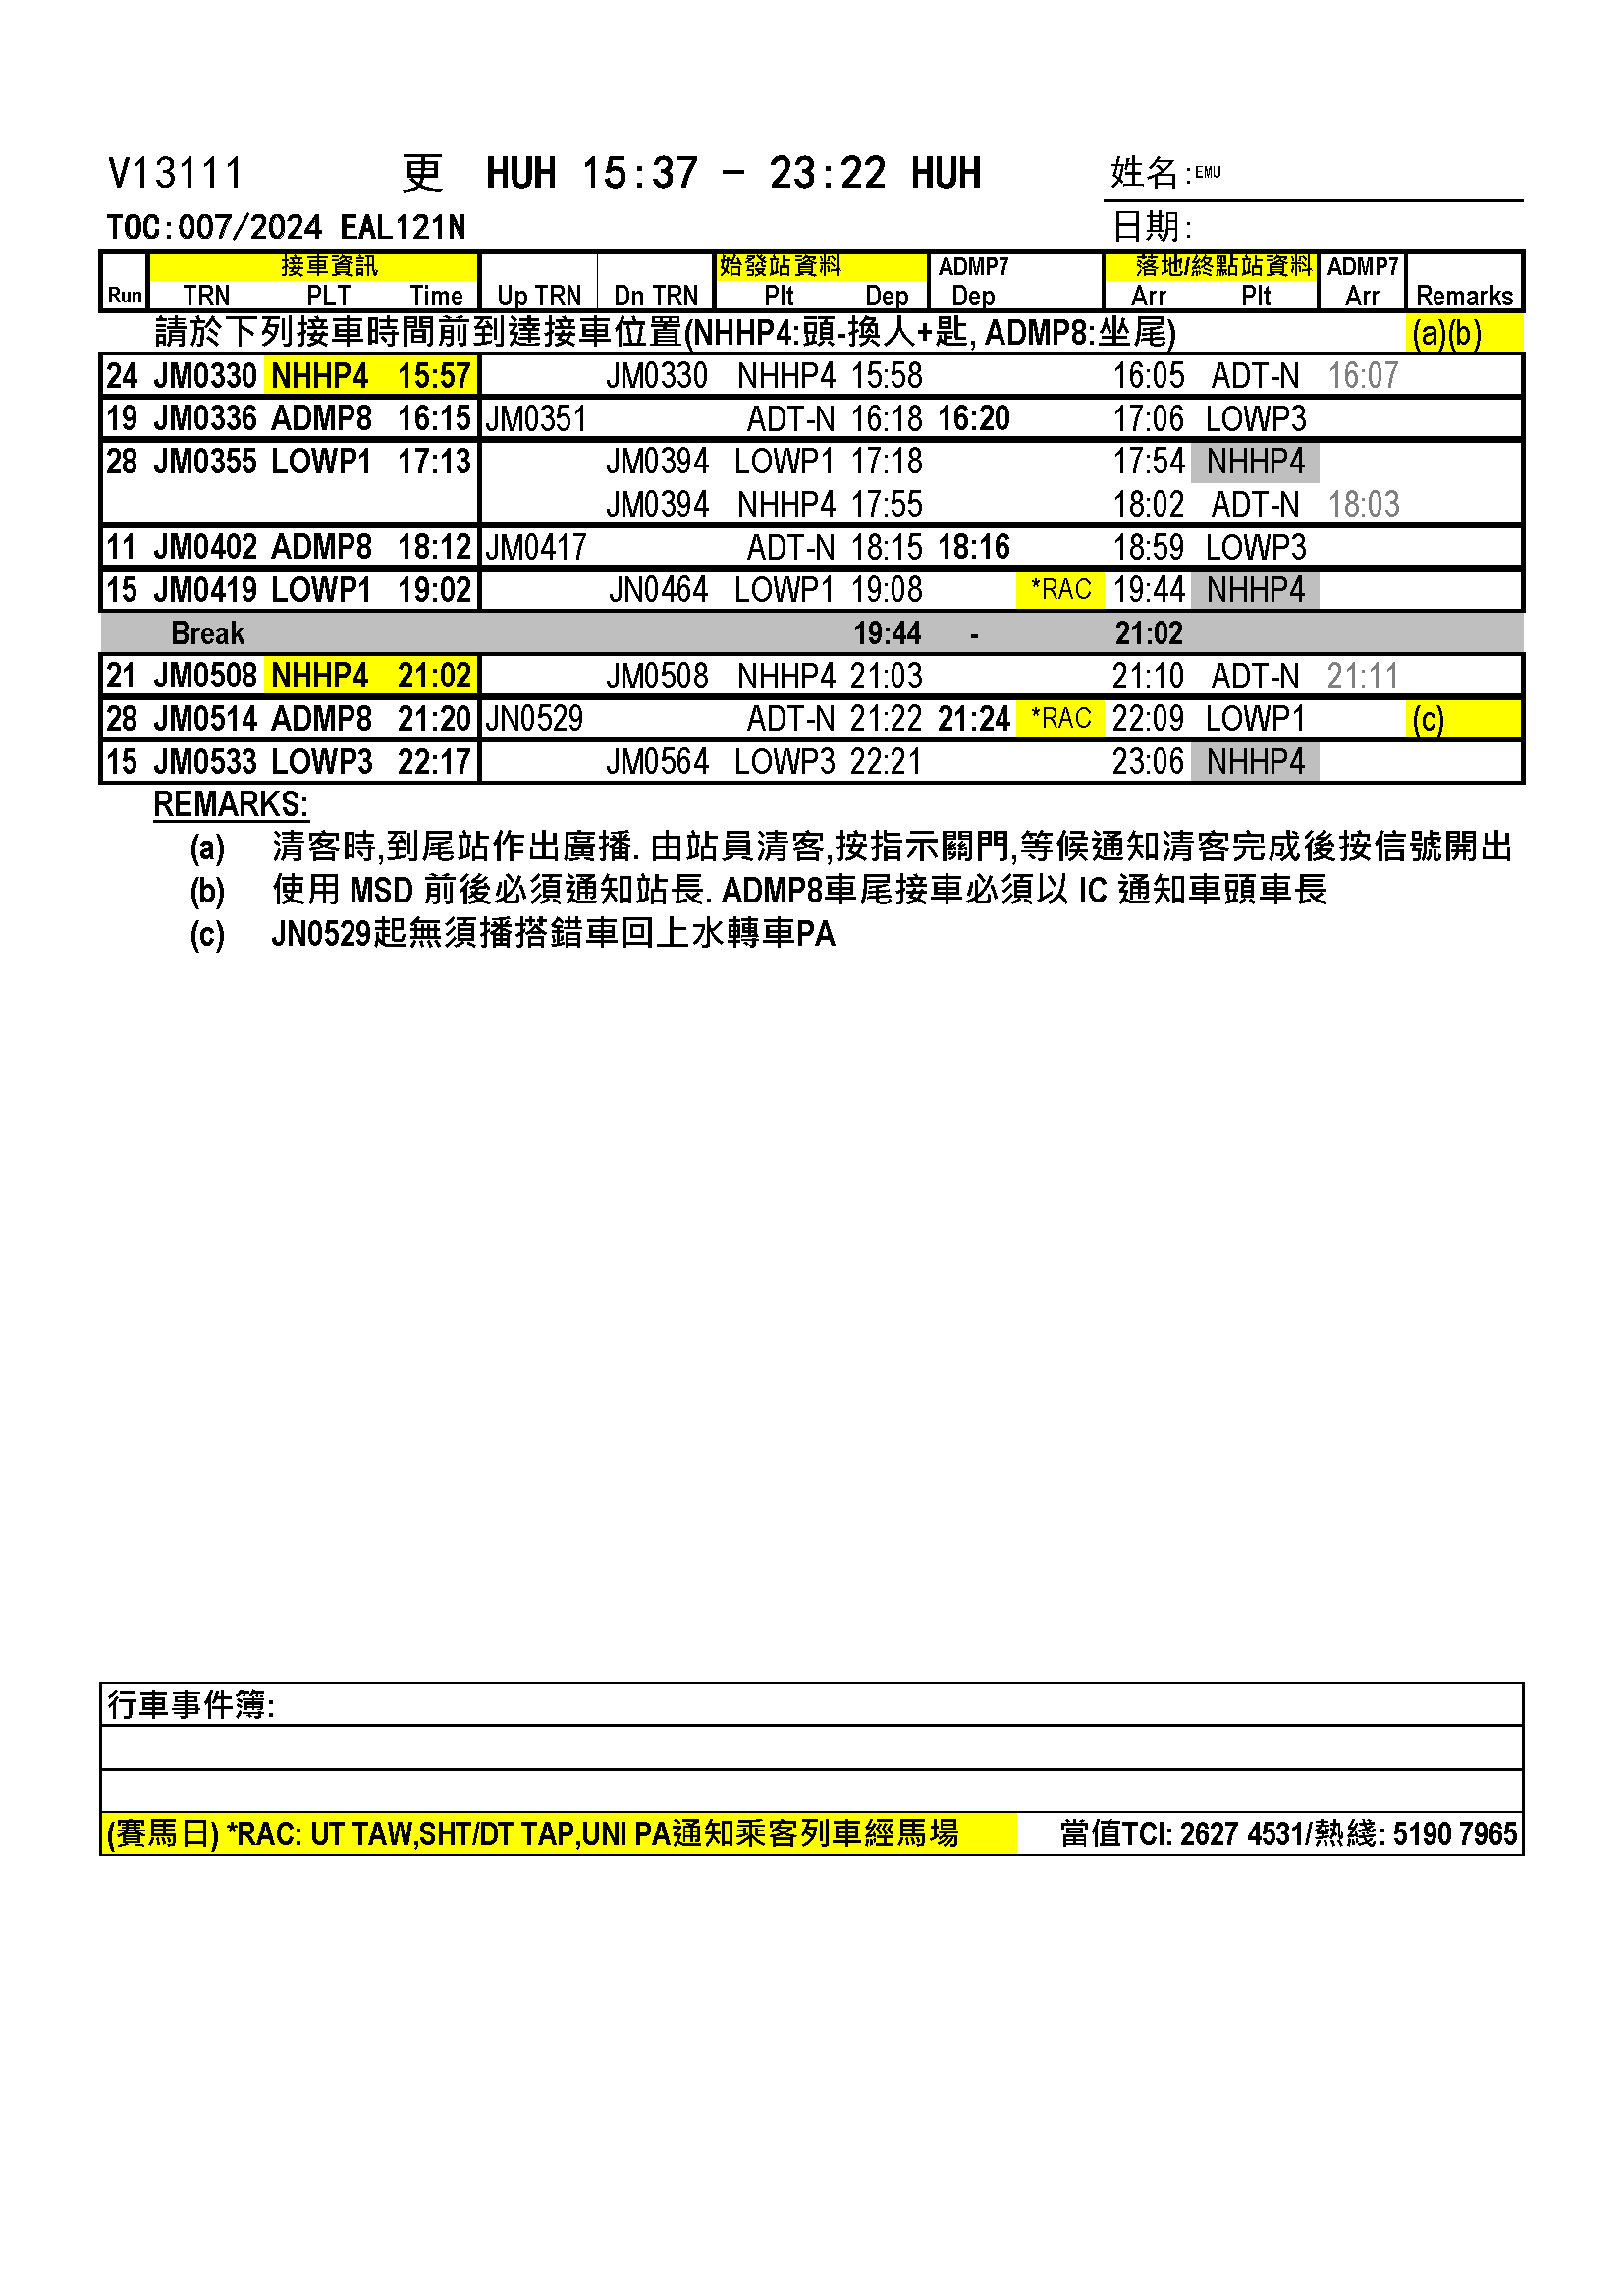 V13111 更 HUH 15:37 - 23:22 HUH 姓名:EMU
TOC:007/2024 EAL121N 日期:
接車資訊 始發站資料 ADMP7 落地/終點站資料 ADMP7
Run TRN PLT Time Up TRN Dn TRN Plt Dep Dep Arr Plt Arr Remarks
請於下列接車時間前到達接車位置(NHHP4:頭-換人+匙, ADMP8:坐尾) (a)(b)
24 JM0330 NHHP4 15:57 JM0330 NHHP4 15:58 16:05 ADT-N 16:07
19 JM0336 ADMP8 16:15 JM0351 ADT-N 16:18 16:20 17:06 LOWP3
28 JM0355 LOWP1 17:13 JM0394 LOWP1 17:18 17:54 NHHP4
JM0394 NHHP4 17:55 18:02 ADT-N 18:03
11 JM0402 ADMP8 18:12 JM0417 ADT-N 18:15 18:16 18:59 LOWP3
15 JM0419 LOWP1 19:02 JN0464 LOWP1 19:08 *RAC 19:44 NHHP4
Break 19:44 - 21:02
21 JM0508 NHHP4 21:02 JM0508 NHHP4 21:03 21:10 ADT-N 21:11
28 JM0514 ADMP8 21:20 JN0529 ADT-N 21:22 21:24 *RAC 22:09 LOWP1 (c)
15 JM0533 LOWP3 22:17 JM0564 LOWP3 22:21 23:06 NHHP4
REMARKS:
(a) 清客時,到尾站作出廣播. 由站員清客,按指示關門,等候通知清客完成後按信號開出
(b) 使用 MSD 前後必須通知站長. ADMP8車尾接車必須以 IC 通知車頭車長
(c) JN0529起無須播搭錯車回上水轉車PA
行車事件簿:
(賽馬日) *RAC: UT TAW,SHT/DT TAP,UNI PA通知乘客列車經馬場 當值TCI: 2627 4531/熱綫: 5190 7965